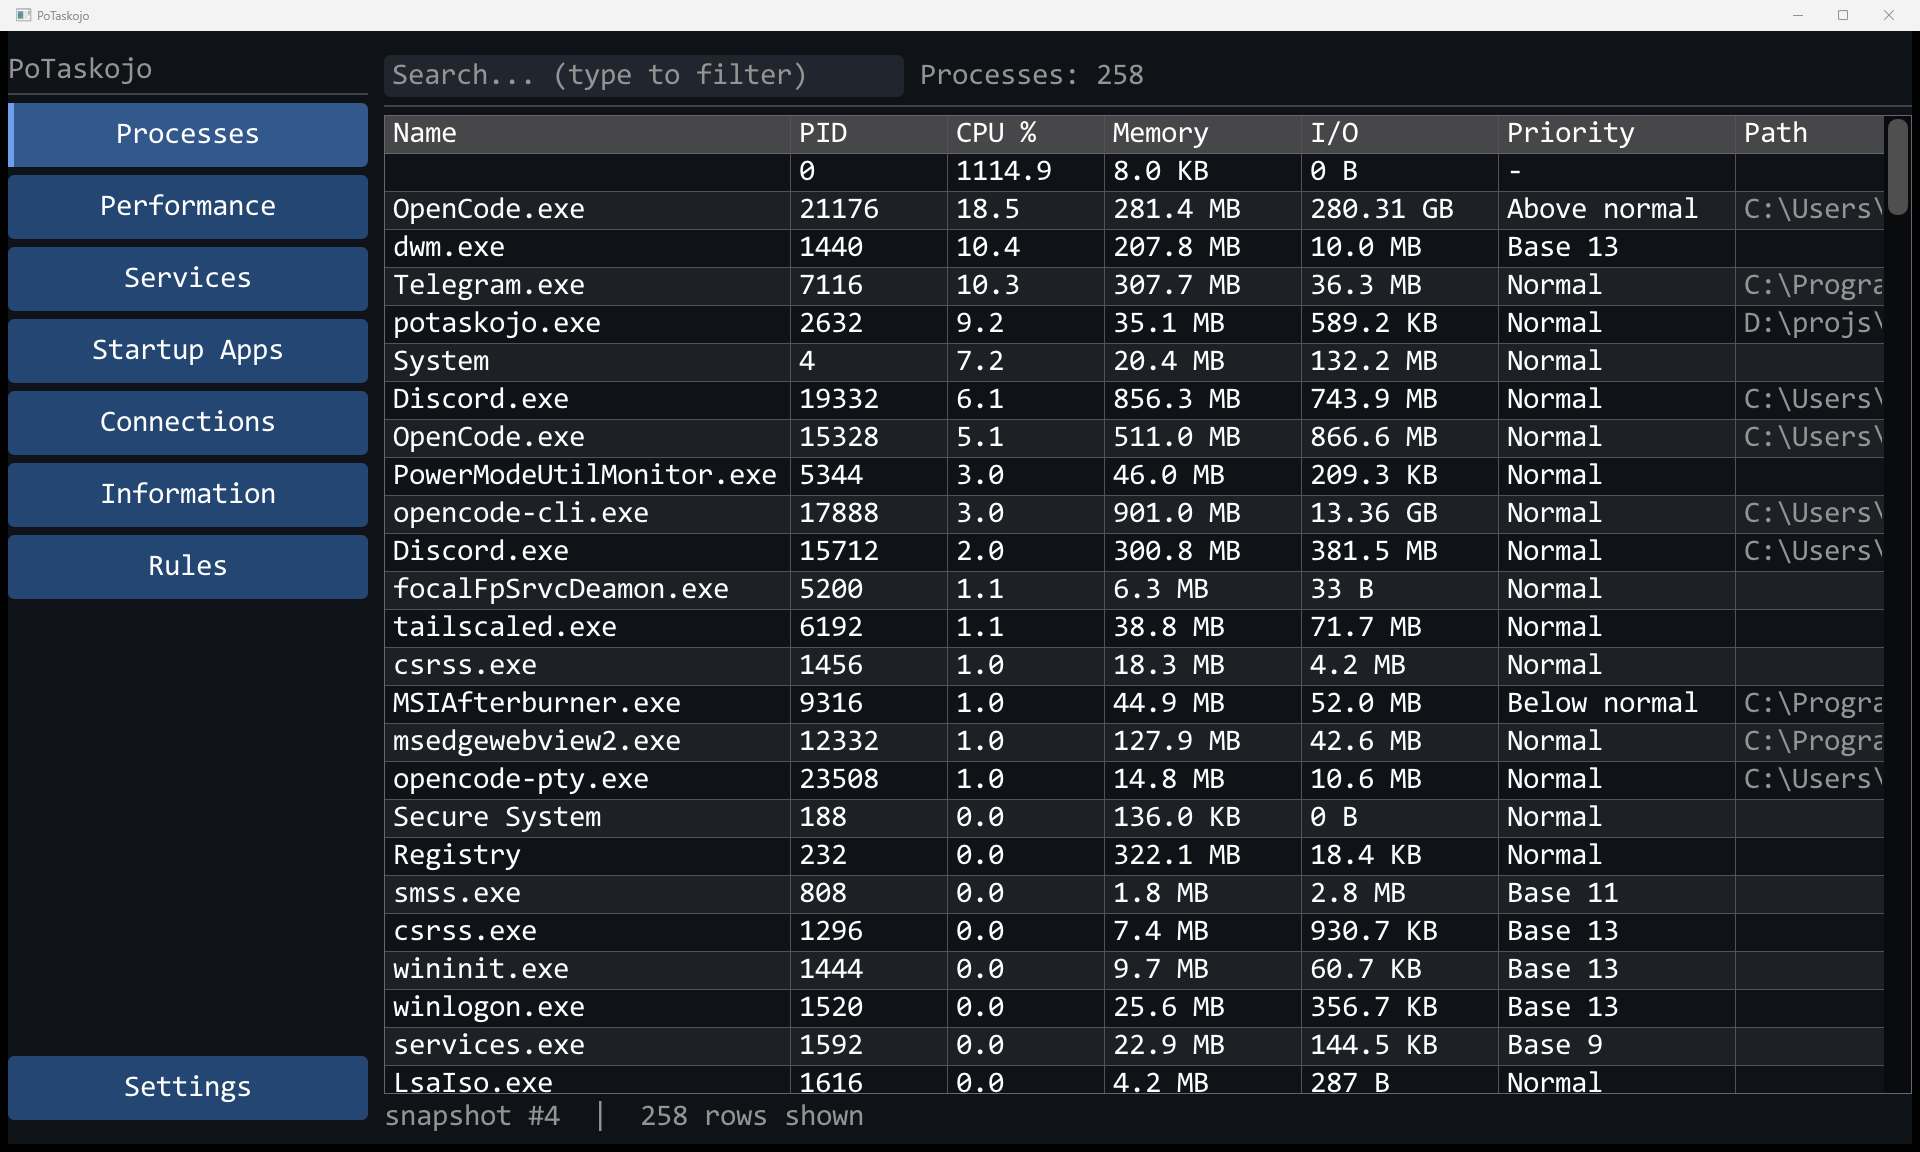 PoTaskojo
PoTaskojo
Processes
Performance
Services
Startup Apps
Connections
Information
Rules
Settings
Search... (type to filter) Processes: 258
Name PID CPU % Memory I/O Priority Path
0 1114.9 8.0 KB 0 B -
OpenCode.exe 21176 18.5 281.4 MB 280.31 GB Above normal C:\Users\
dwm.exe 1440 10.4 207.8 MB 10.0 MB Base 13
Telegram.exe 7116 10.3 307.7 MB 36.3 MB Normal C:\Progra
potaskojo.exe 2632 9.2 35.1 MB 589.2 KB Normal D:\projs\
System 4 7.2 20.4 MB 132.2 MB Normal
Discord.exe 19332 6.1 856.3 MB 743.9 MB Normal C:\Users\
OpenCode.exe 15328 5.1 511.0 MB 866.6 MB Normal C:\Users\
PowerModeUtilMonitor.exe 5344 3.0 46.0 MB 209.3 KB Normal
opencode-cli.exe 17888 3.0 901.0 MB 13.36 GB Normal C:\Users\
Discord.exe 15712 2.0 300.8 MB 381.5 MB Normal C:\Users\
focalFpSrvcDeamon.exe 5200 1.1 6.3 MB 33 B Normal
tailscaled.exe 6192 1.1 38.8 MB 71.7 MB Normal
csrss.exe 1456 1.0 18.3 MB 4.2 MB Normal
MSIAfterburner.exe 9316 1.0 44.9 MB 52.0 MB Below normal C:\Progra
msedgewebview2.exe 12332 1.0 127.9 MB 42.6 MB Normal C:\Progra
opencode-pty.exe 23508 1.0 14.8 MB 10.6 MB Normal C:\Users\
Secure System 188 0.0 136.0 KB 0 B Normal
Registry 232 0.0 322.1 MB 18.4 KB Normal
smss.exe 808 0.0 1.8 MB 2.8 MB Base 11
csrss.exe 1296 0.0 7.4 MB 930.7 KB Base 13
wininit.exe 1444 0.0 9.7 MB 60.7 KB Base 13
winlogon.exe 1520 0.0 25.6 MB 356.7 KB Base 13
services.exe 1592 0.0 22.9 MB 144.5 KB Base 9
LsaIso.exe 1616 0.0 4.2 MB 287 B Normal
snapshot #4 | 258 rows shown